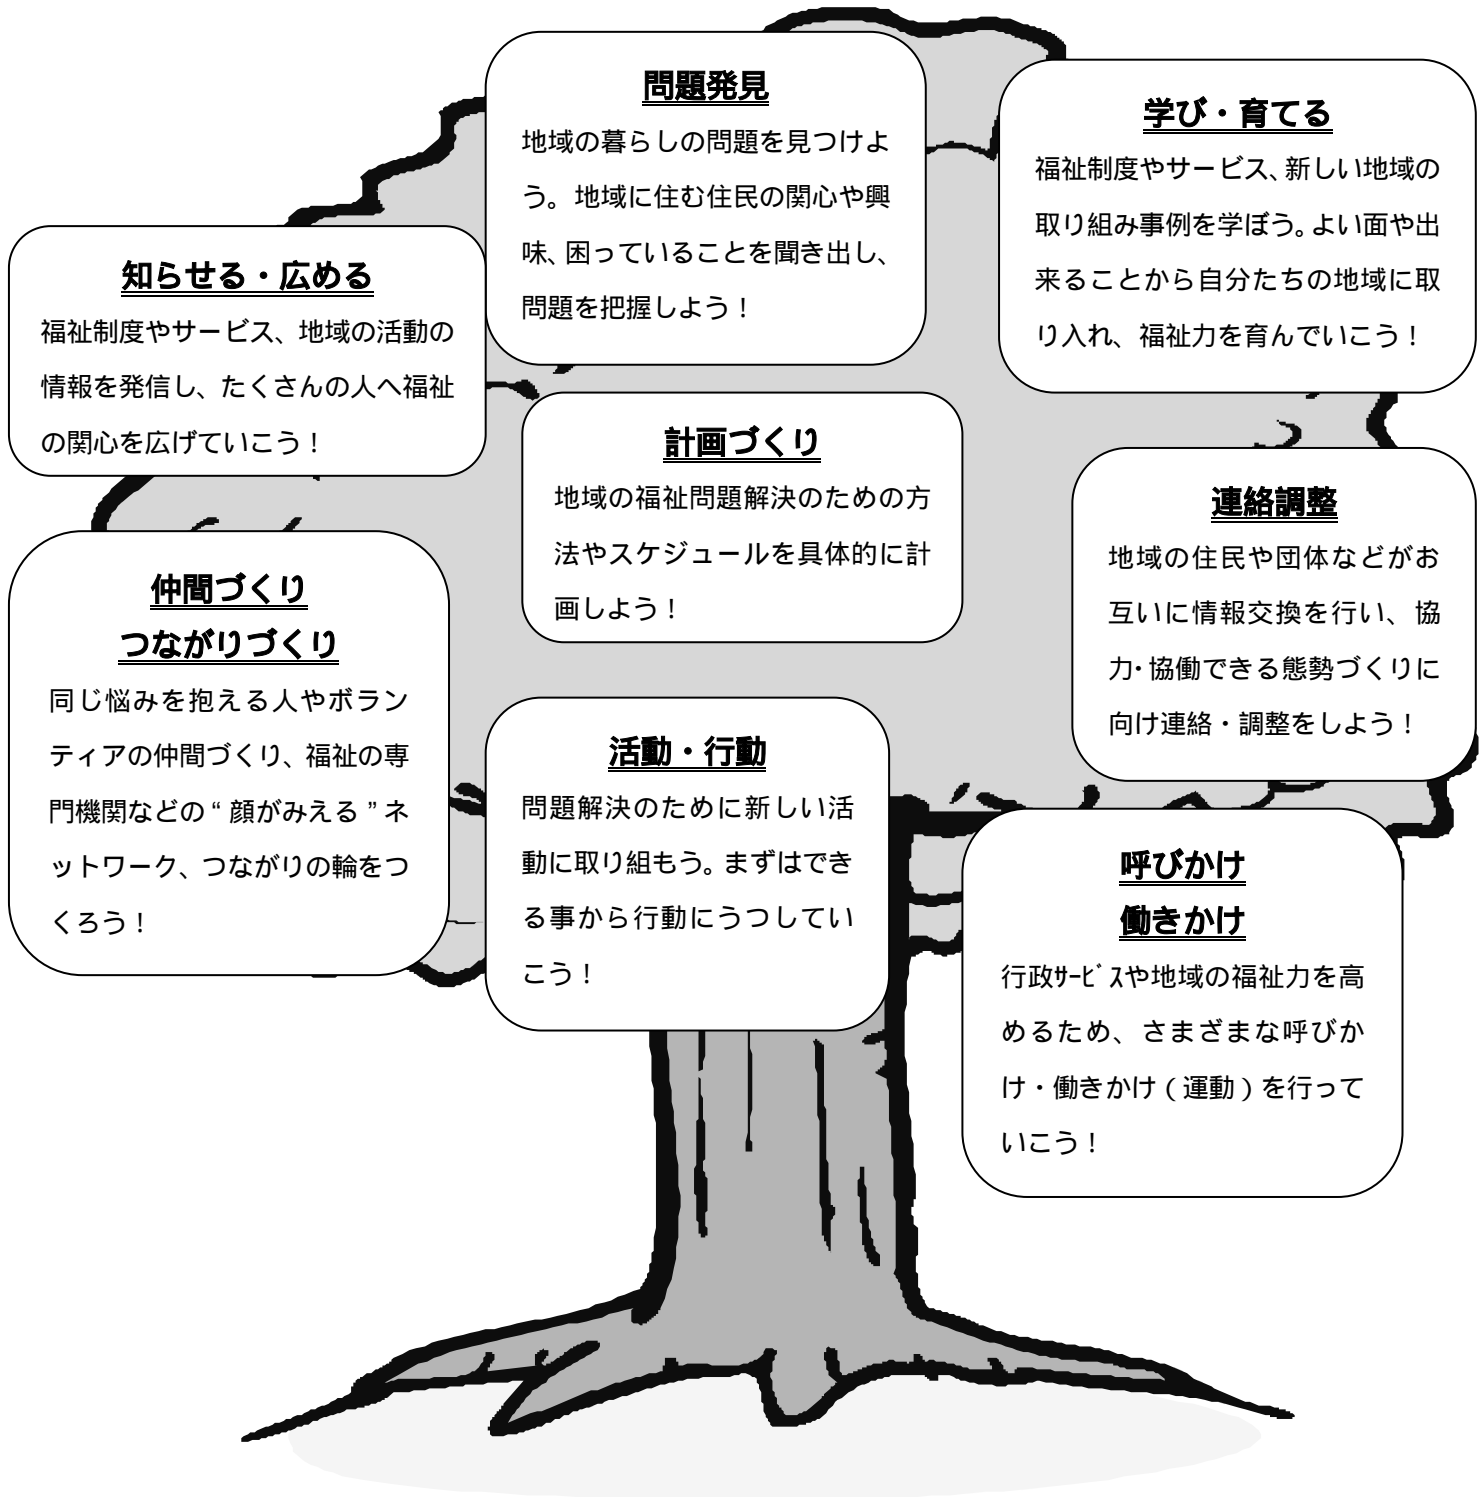 問題発見
地域の暮らしの問題を見つけよ
う。地域に住む住民の関心や興
味、困っていることを聞き出し、
問題を把握しよう！
学び・育てる
福祉制度やサービス、新しい地域の
取り組み事例を学ぼう。よい面や出
来ることから自分たちの地域に取
り入れ、福祉力を育んでいこう！
知らせる・広める
福祉制度やサービス、地域の活動の
情報を発信し、たくさんの人へ福祉
の関心を広げていこう！
計画づくり
地域の福祉問題解決のための方
法やスケジュールを具体的に計
画しよう！
連絡調整
地域の住民や団体などがお
互いに情報交換を行い、協
力・協働できる態勢づくりに
向け連絡・調整をしよう！
仲間づくり
つながりづくり
同じ悩みを抱える人やボラン
ティアの仲間づくり、福祉の専
門機関などの“顔がみえる”ネ
ットワーク、つながりの輪をつ
くろう！
活動・行動
問題解決のために新しい活
動に取り組もう。まずはでき
る事から行動にうつしてい
こう！
呼びかけ
働きかけ
行政ｻｰﾋﾞｽや地域の福祉力を高
めるため、さまざまな呼びか
け・働きかけ（運動）を行って
いこう！